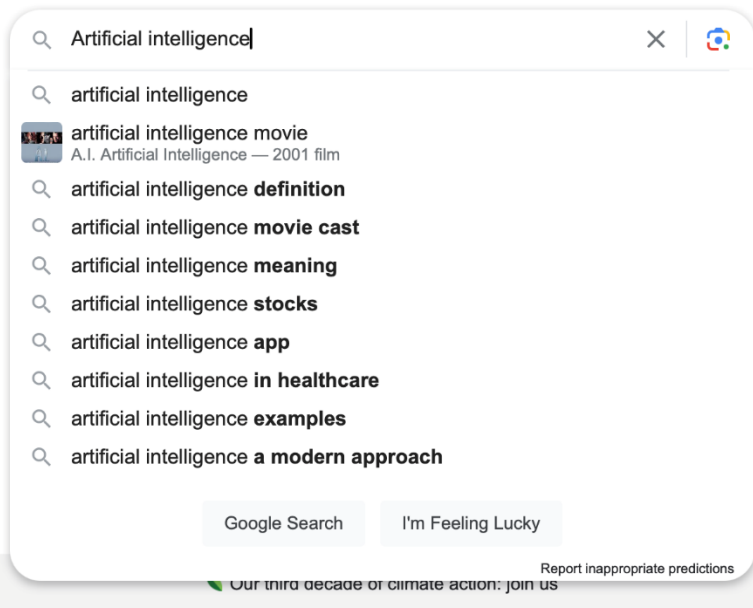 Artificial intelligence
artificial intelligence
artificial intelligence movie
A.I. Artificial Intelligence — 2001 film
artificial intelligence definition
artificial intelligence movie cast
artificial intelligence meaning
artificial intelligence stocks
artificial intelligence app
artificial intelligence in healthcare
artificial intelligence examples
artificial intelligence a modern approach
Google Search I'm Feeling Lucky
Report inappropriate predictions
Our third decade of climate action: join us